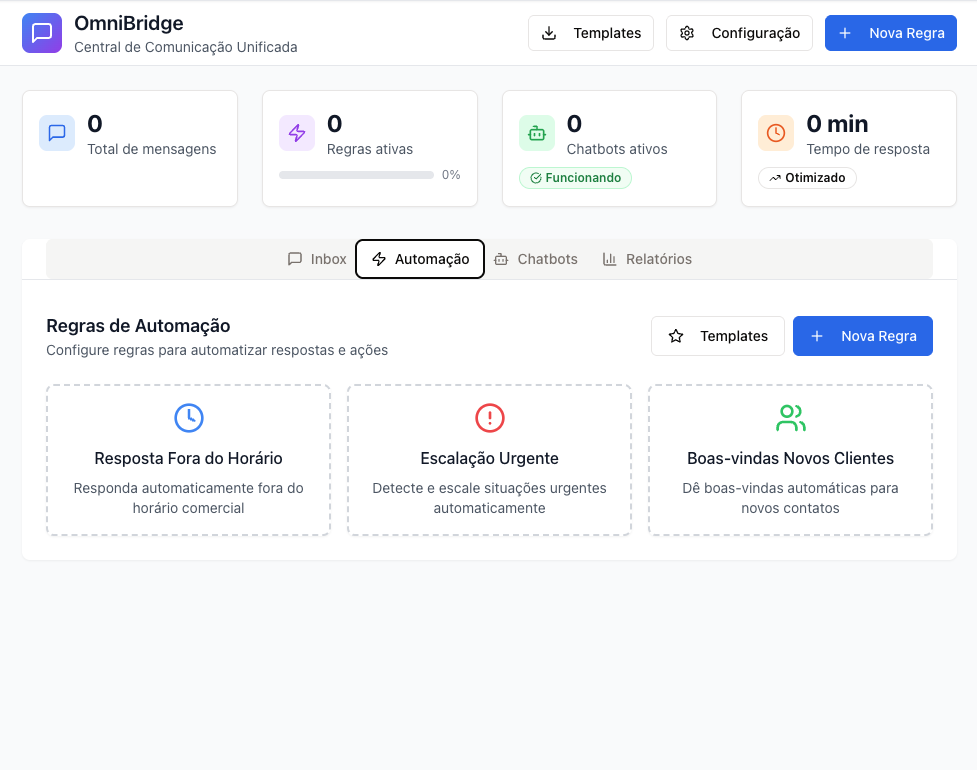 OmniBridge
Central de Comunicação Unificada
Templates
Configuração
Nova Regra
0
Total de mensagens
0
Regras ativas
0%
0
Chatbots ativos
Funcionando
0 min
Tempo de resposta
Otimizado
Inbox
Automação
Chatbots
Relatórios
Regras de Automação
Configure regras para automatizar respostas e ações
Templates
Nova Regra
Resposta Fora do Horário
Responda automaticamente fora do
horário comercial
Escalação Urgente
Detecte e escale situações urgentes
automaticamente
Boas-vindas Novos Clientes
Dê boas-vindas automáticas para
novos contatos